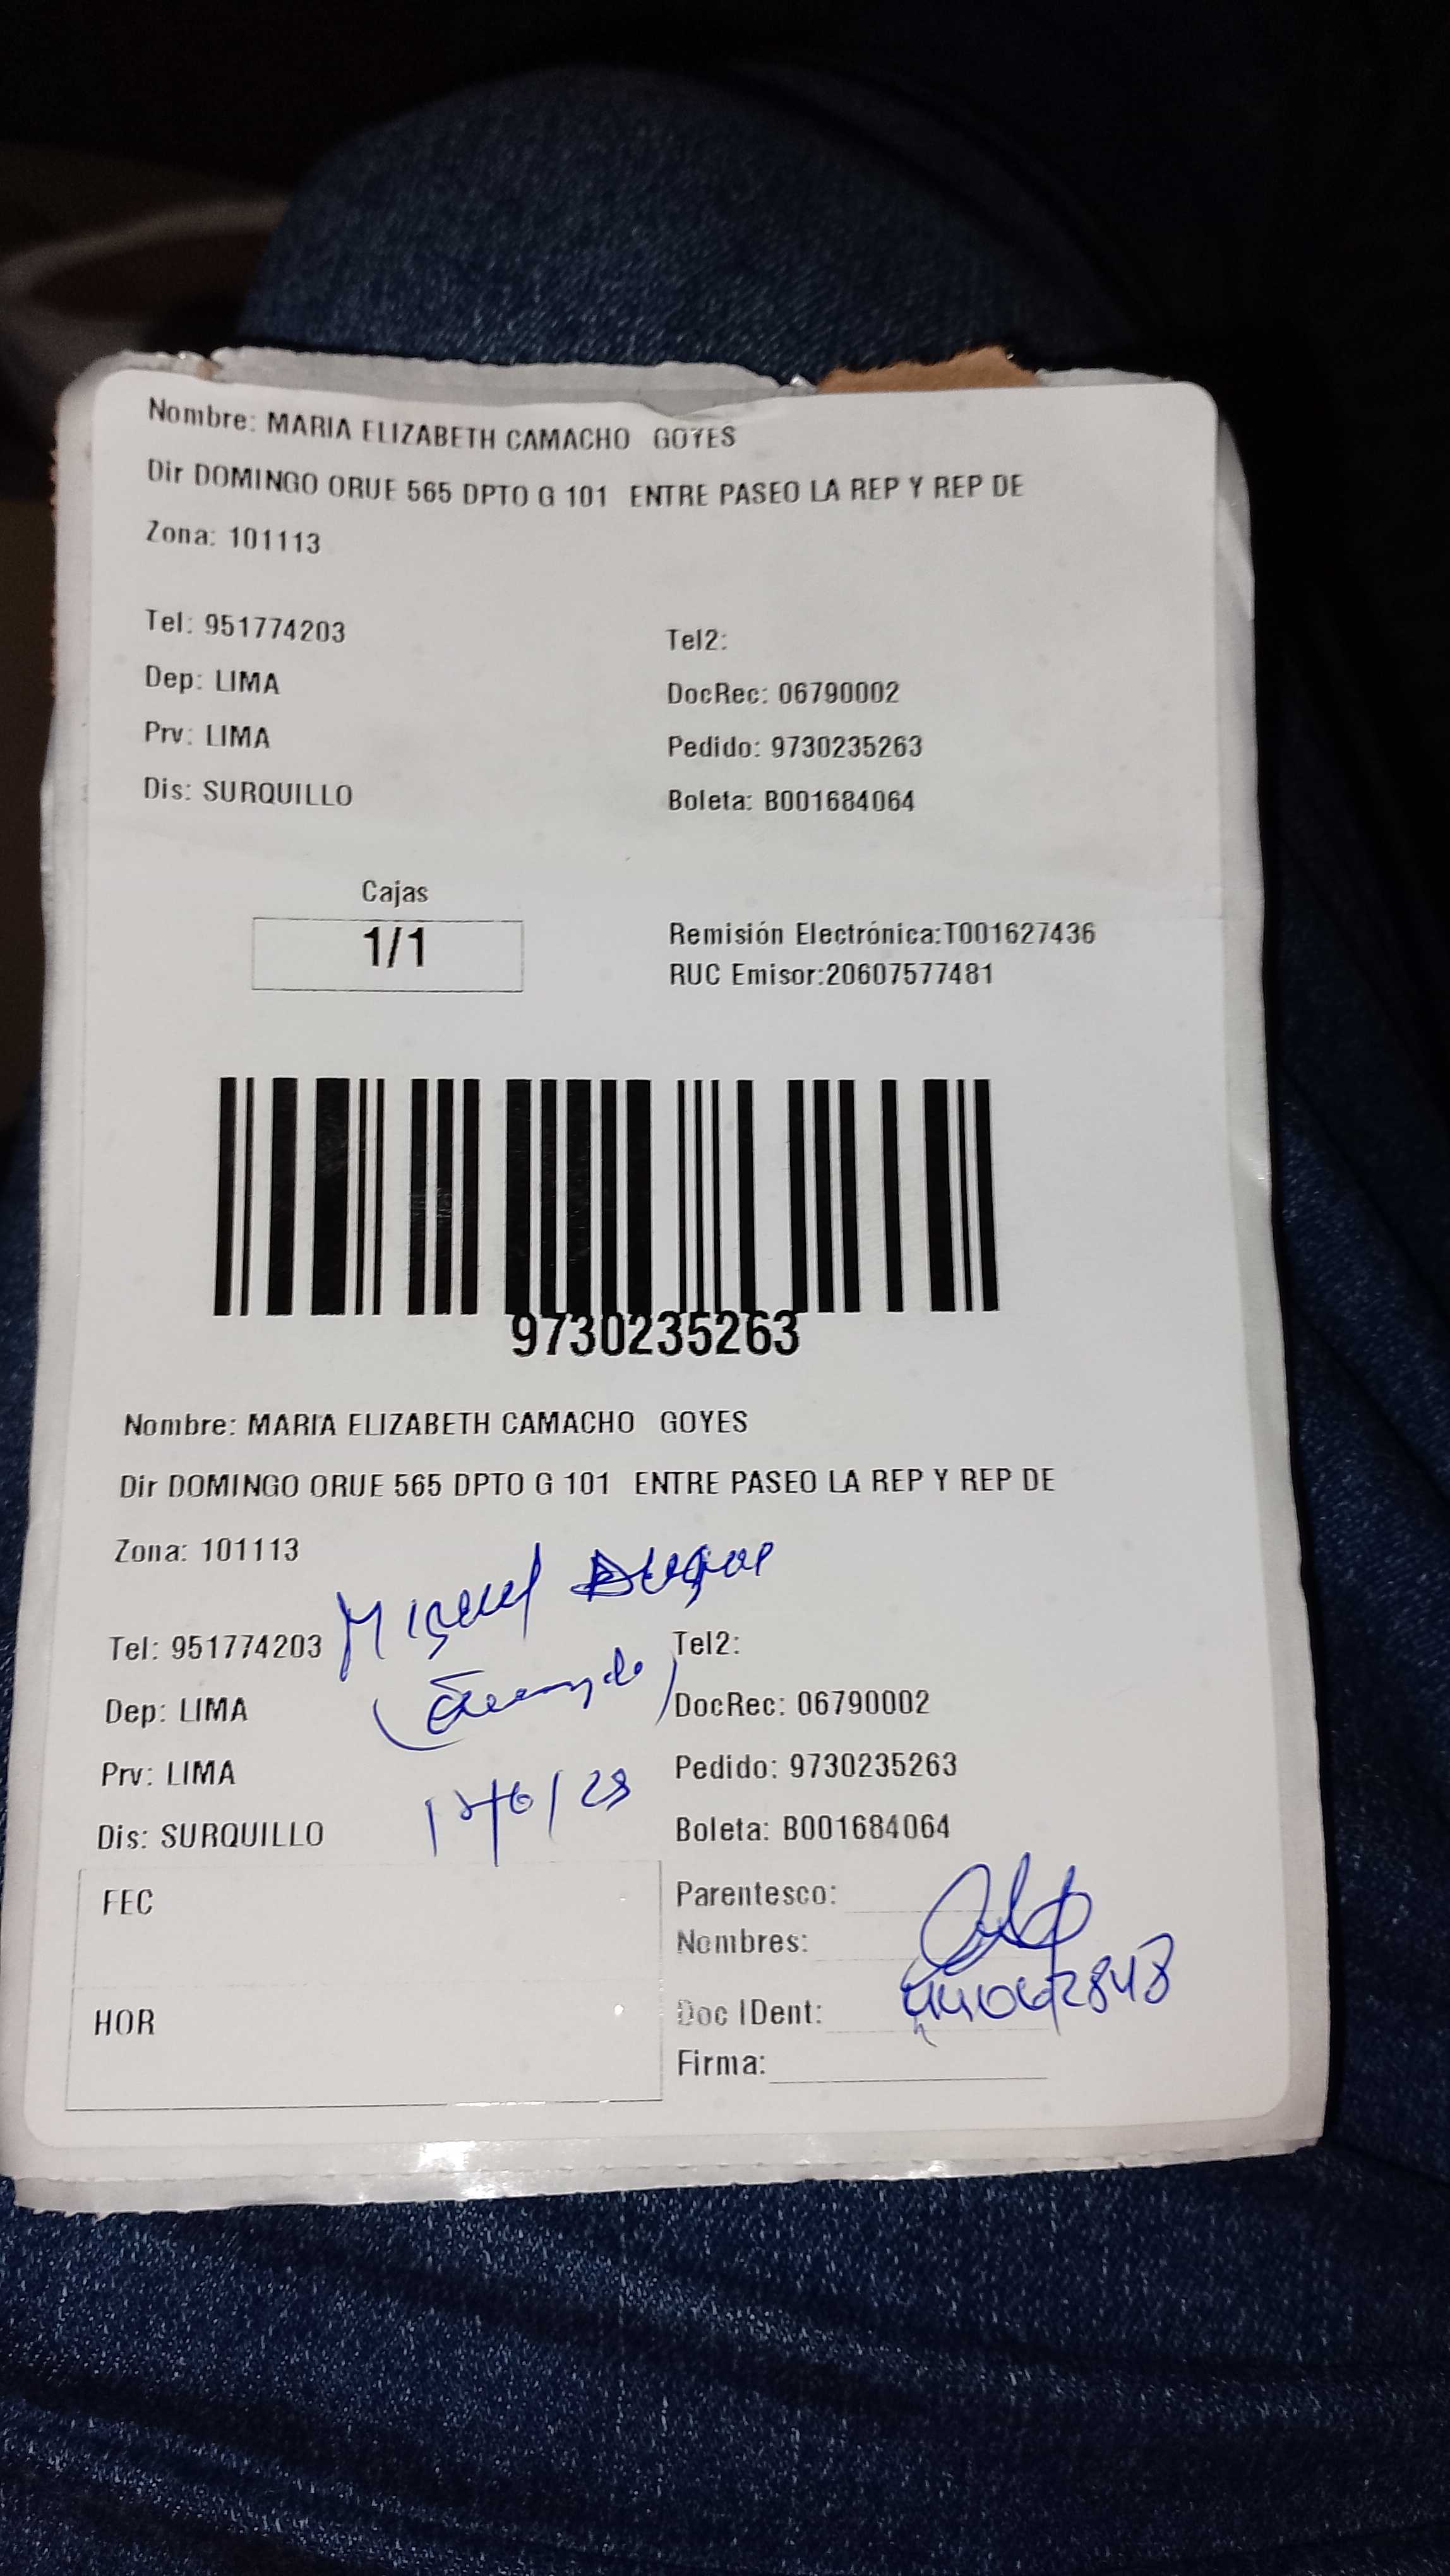 Nombre: MARIA ELIZABETH CAMACHO GOYES
Dir DOMINGO ORUE 565 DPTO G 101 ENTRE PASEO LA REP Y REP DE
Zona: 101113
Tel: 951774203 Tel2:
Dep: LIMA DocRec: 06790002
Prv: LIMA Pedido: 9730235263
Dis: SURQUILLO Boleta: B001684064
Cajas
1/1
Remisión Electrónica:T001627436
RUC Emisor:20607577481
9730235263
Nombre: MARIA ELIZABETH CAMACHO GOYES
Dir DOMINGO ORUE 565 DPTO G 101 ENTRE PASEO LA REP Y REP DE
Zona: 101113
Miguel
Tel: 951774203 Tel2:
Dep: LIMA DocRec: 06790002
Prv: LIMA Pedido: 9730235263
Dis: SURQUILLO Boleta: B001684064
FEC
HOR
Parentesco:
Nombres:
Doc IDent:
Firma: